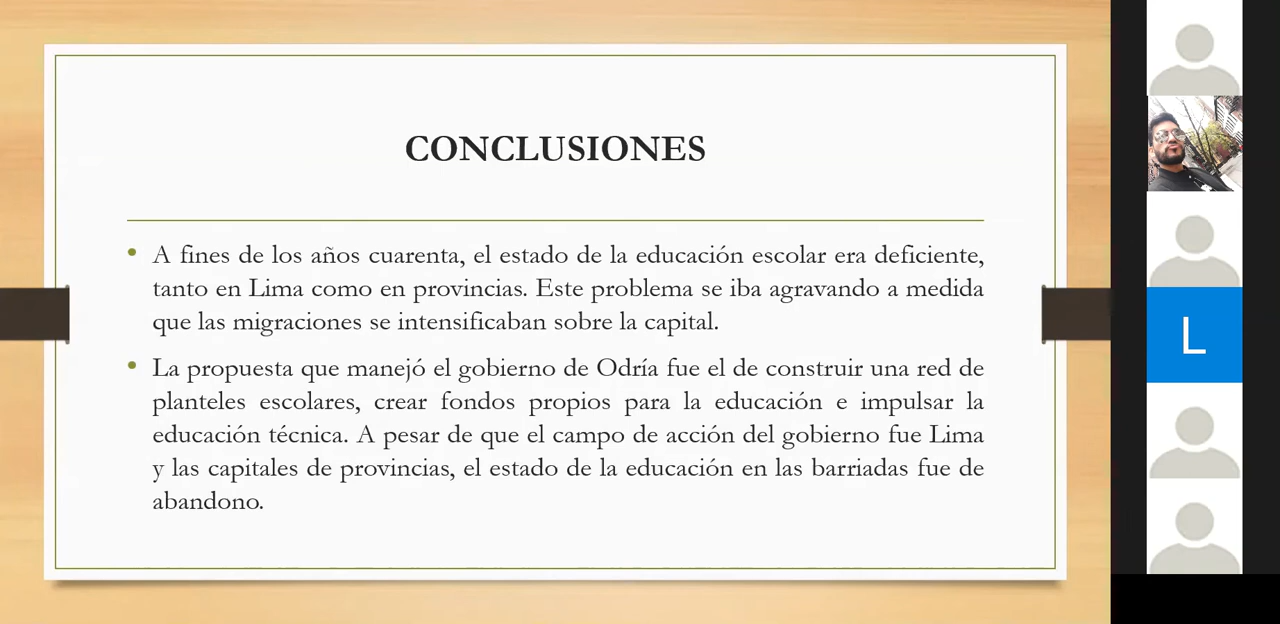 CONCLUSIONES
• A fines de los años cuarenta, el estado de la educación escolar era deficiente,
tanto en Lima como en provincias. Este problema se iba agravando a medida
que las migraciones se intensificaban sobre la capital.
• La propuesta que manejó el gobierno de Odría fue el de construir una red de
planteles escolares, crear fondos propios para la educación e impulsar la
educación técnica. A pesar de que el campo de acción del gobierno fue Lima
y las capitales de provincias, el estado de la educación en las barriadas fue de
abandono.
L